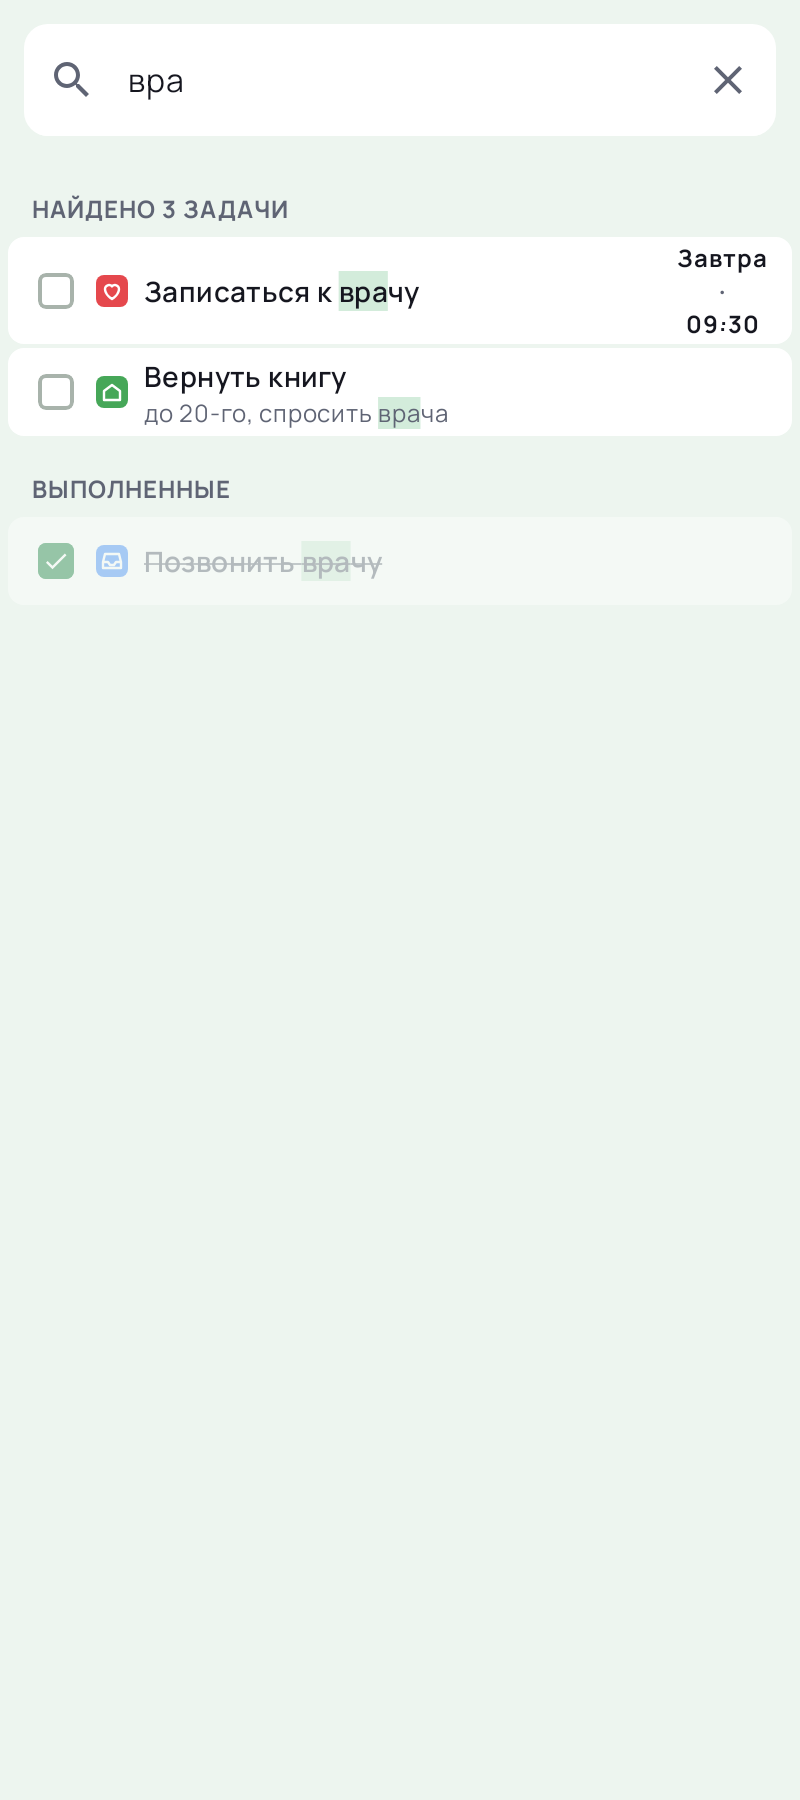 вра
НАЙДЕНО 3 ЗАДАЧИ
Записаться к врачу
Завтра
·
09:30
Вернуть книгу
до 20-го, спросить врача
ВЫПОЛНЕННЫЕ
Позвонить врачу